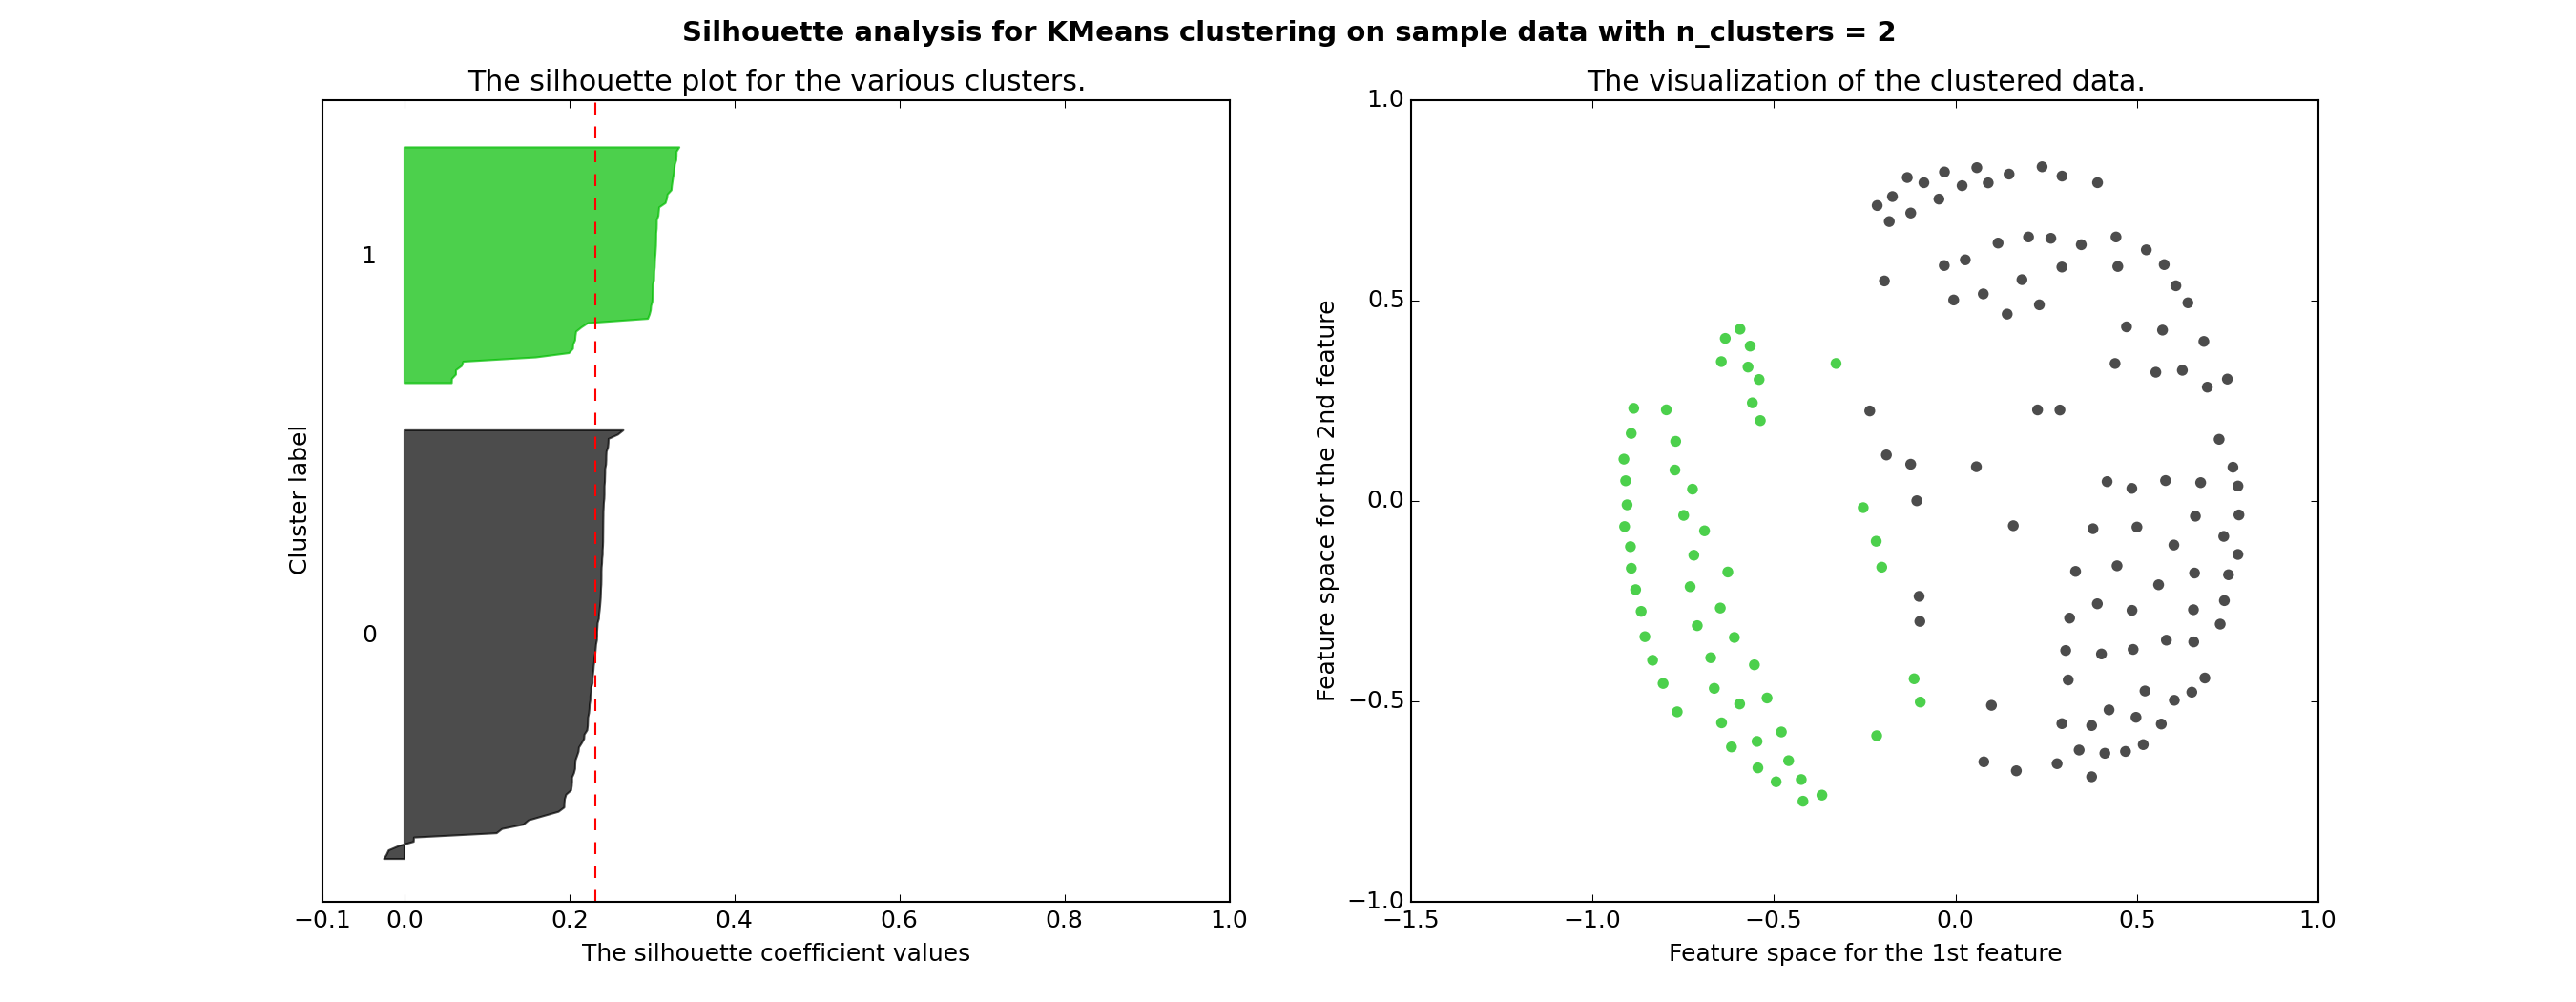 Silhouette analysis for KMeans clustering on sample data with n_clusters = 2
The silhouette plot for the various clusters.
1
0
Cluster label
−0.1 0.0 0.2 0.4 0.6 0.8 1.0
The silhouette coefficient values
The visualization of the clustered data.
1.0
0.5
0.0
−0.5
−1.0
Feature space for the 2nd feature
−1.5 −1.0 −0.5 0.0 0.5 1.0
Feature space for the 1st feature